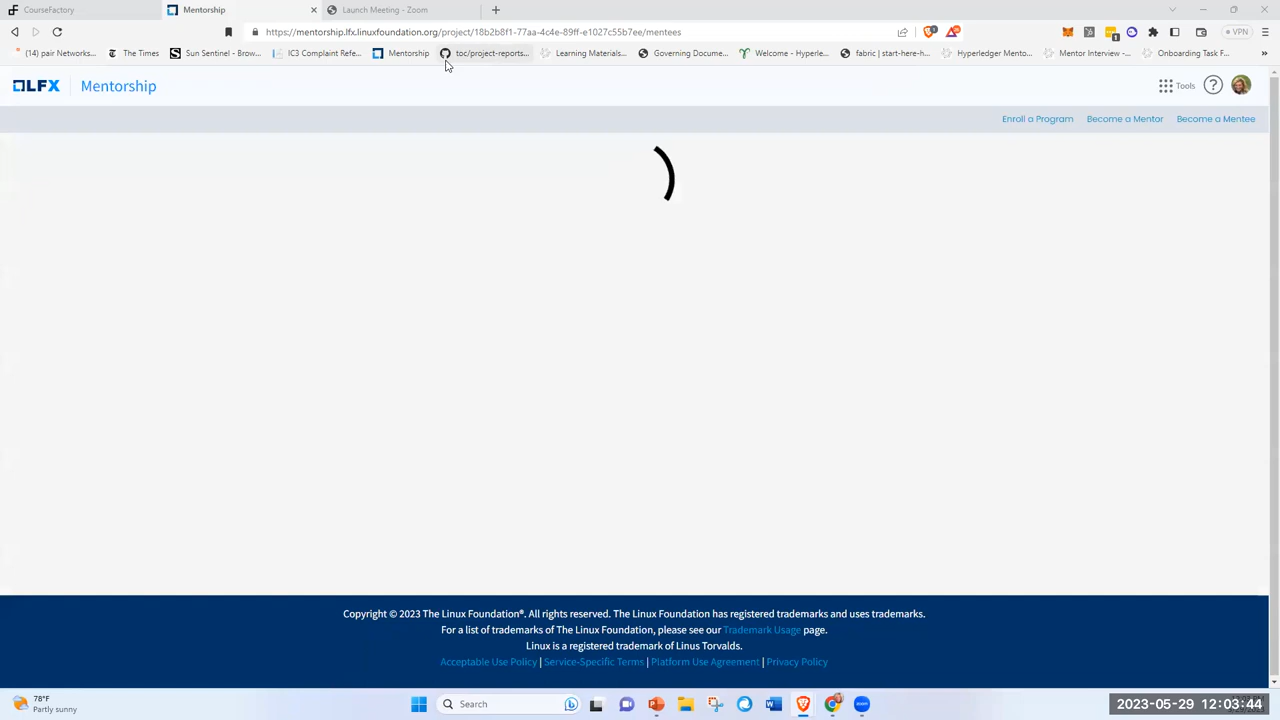 CourseFactory
Mentorship
Launch Meeting - Zoom
https://mentorship.lfx.linuxfoundation.org/project/18b2b8f1-77aa-4c4e-89ff-e1027c55b7ee/mentees
VPN
(14) pair Networks...
The Times
Sun Sentinel - Brow...
IC3 Complaint Refe...
Mentorship
toc/project-reports...
Learning Materials...
Governing Docume...
Welcome - Hyperle...
fabric | start-here-h...
Hyperledger Mento...
Mentor Interview -...
Onboarding Task F...
LFX
Mentorship
Tools
Enroll a Program
Become a Mentor
Become a Mentee
Copyright © 2023 The Linux Foundation®. All rights reserved. The Linux Foundation has registered trademarks and uses trademarks.
For a list of trademarks of The Linux Foundation, please see our Trademark Usage page.
Linux is a registered trademark of Linus Torvalds.
Acceptable Use Policy | Service-Specific Terms | Platform Use Agreement | Privacy Policy
78°F
Partly sunny
Search
zoom
2023-05-29 12:03:44